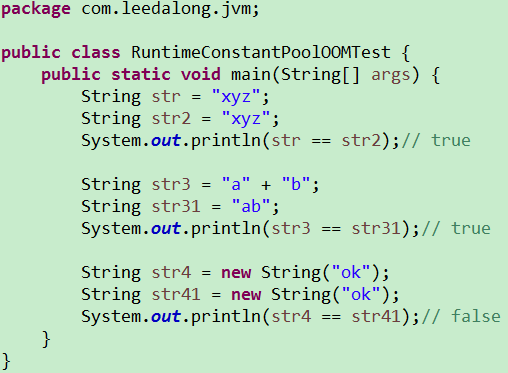 package com.leedalong.jvm;
public class RuntimeConstantPoolOOMTest {
public static void main(String[] args) {
String str = "xyz";
String str2 = "xyz";
System.out.println(str == str2);// true
String str3 = "a" + "b";
String str31 = "ab";
System.out.println(str3 == str31);// true
String str4 = new String("ok");
String str41 = new String("ok");
System.out.println(str4 == str41);// false
}
}